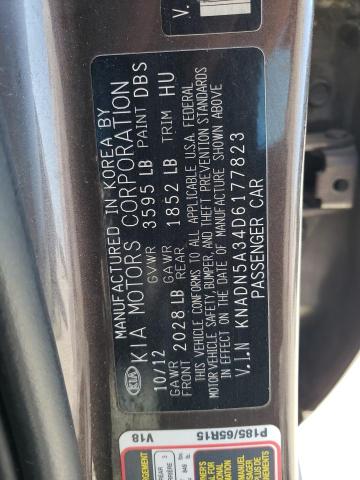 MANUFACTURED IN KOREA BY
KIA KIA MOTORS CORPORATION
10/12 GVWR 3595 LB PAINT DBS
GAWR FRONT 2028 LB GAWR REAR 1852 LB TRIM HU
THIS VEHICLE CONFORMS TO ALL APPLICABLE U.S.A. FEDERAL
MOTOR VEHICLE SAFETY, BUMPER, AND THEFT PREVENTION STANDARDS
IN EFFECT ON THE DATE OF MANUFACTURE SHOWN ABOVE
V.I.N KNADN5A34D6177823
PASSENGER CAR
V.
P185/65R15
V18